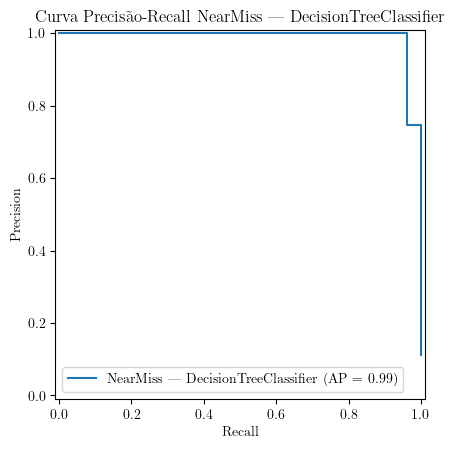 Curva Precisão-Recall NearMiss — DecisionTreeClassifier
1.0
0.8
0.6
0.4
0.2
0.0
Precision
NearMiss — DecisionTreeClassifier (AP = 0.99)
0.0 0.2 0.4 0.6 0.8 1.0
Recall